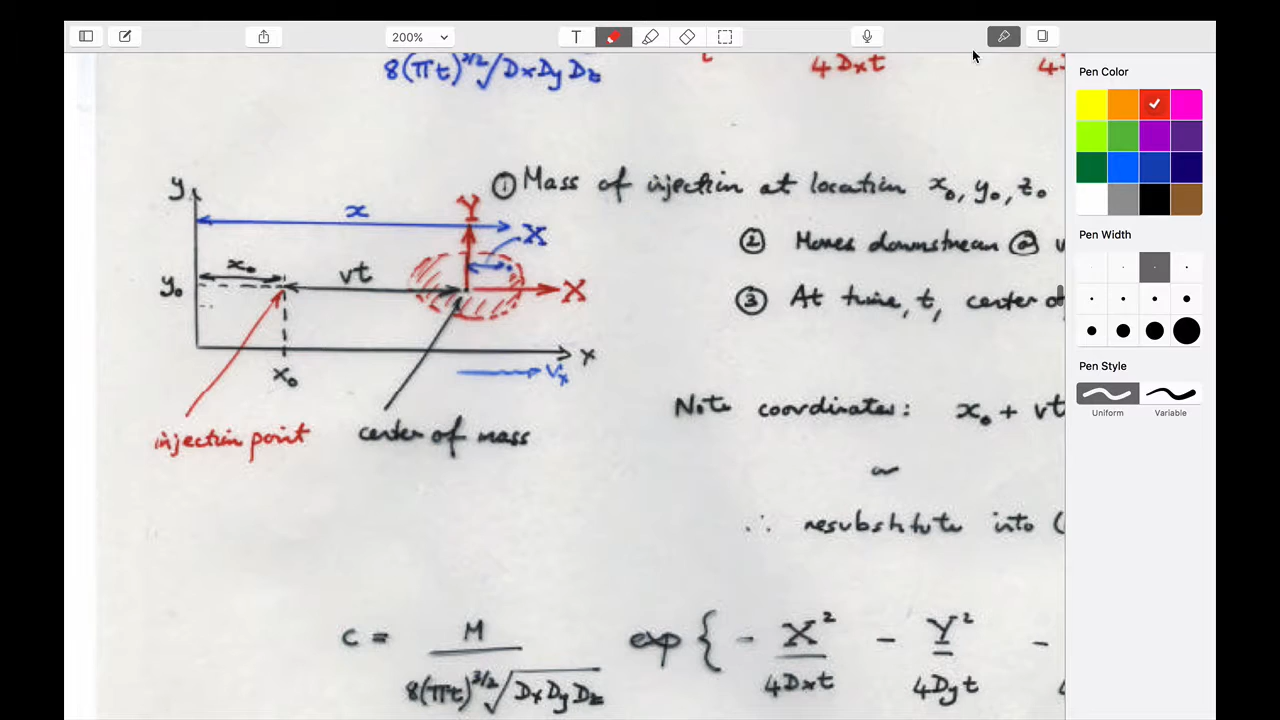 200%
T
Pen Color
8(πt)^3/2 √DxDyDz
4Dxt
4
Pen Width
Pen Style
Uniform Variable
y
① Mass of injection at location x₀, y₀, z₀
x
Y
X
② Moves downstream @ v
x₀
vt
y₀
X
③ At time, t, center of
x
x₀
vₓ
Note coordinates: x₀ + vt
injection point
center of mass
or
∴ resubstitute into (
C = M / 8(πt)^3/2 √DxDyDz exp { - X² / 4Dxt - Y² / 4Dyt -